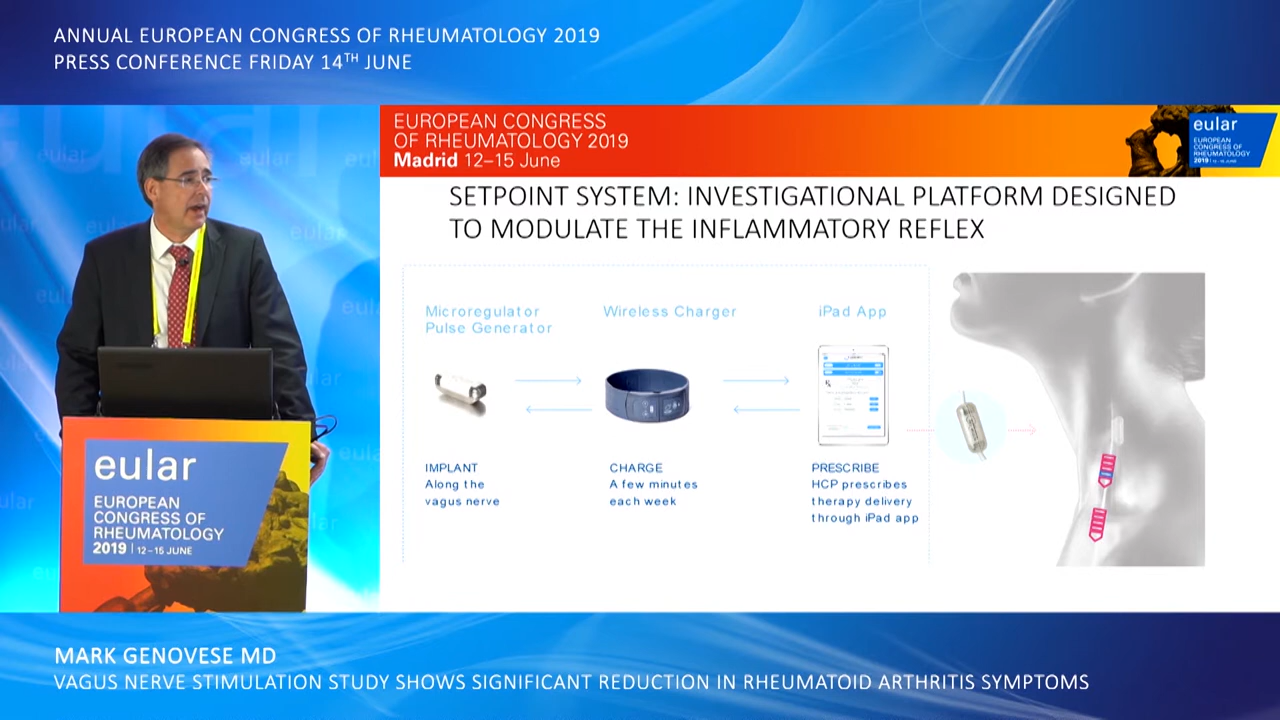 ANNUAL EUROPEAN CONGRESS OF RHEUMATOLOGY 2019
PRESS CONFERENCE FRIDAY 14TH JUNE
EUROPEAN CONGRESS
OF RHEUMATOLOGY 2019
Madrid 12–15 June
eular
EUROPEAN
CONGRESS OF
RHEUMATOLOGY
2019 | 12-15 JUNE
SETPOINT SYSTEM: INVESTIGATIONAL PLATFORM DESIGNED
TO MODULATE THE INFLAMMATORY REFLEX
Microregulator
Pulse Generator
Wireless Charger
iPad App
IMPLANT
Along the
vagus nerve
CHARGE
A few minutes
each week
PRESCRIBE
HCP prescribes
therapy delivery
through iPad app
eular
EUROPEAN
CONGRESS OF
RHEUMATOLOGY
2019 | 12–15 JUNE
MARK GENOVESE MD
VAGUS NERVE STIMULATION STUDY SHOWS SIGNIFICANT REDUCTION IN RHEUMATOID ARTHRITIS SYMPTOMS